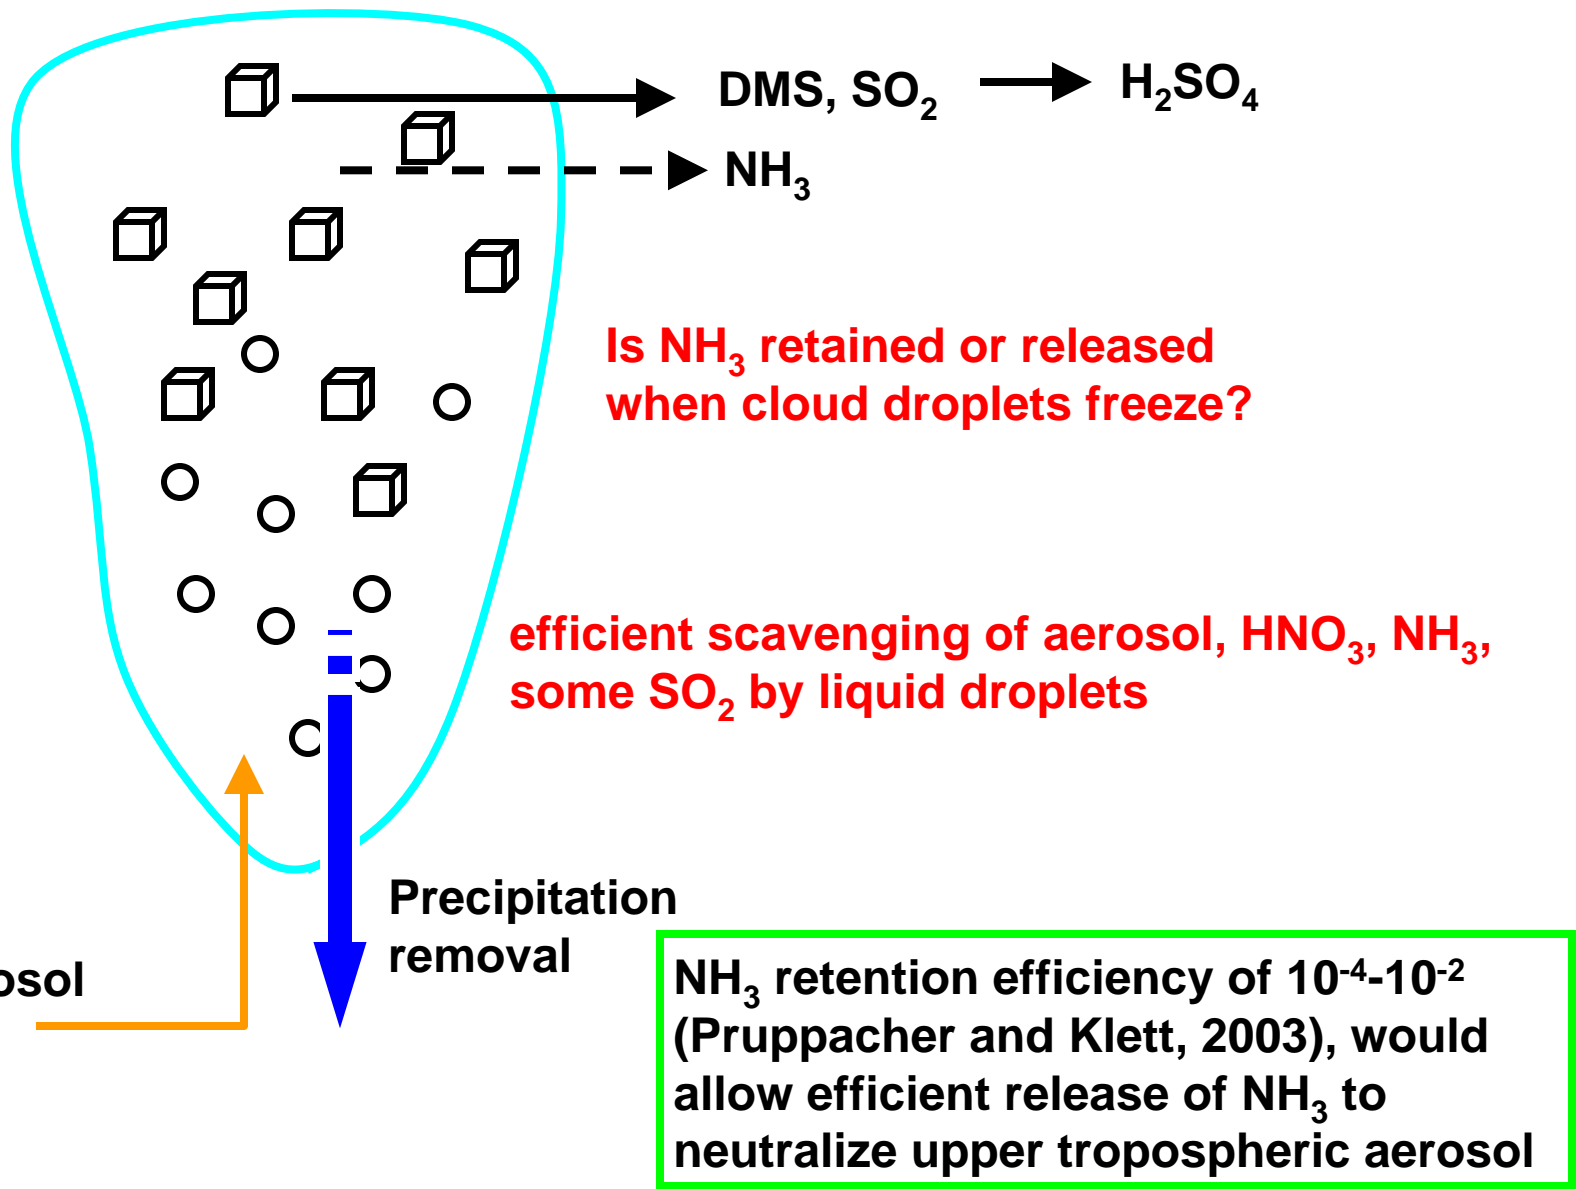 DMS, SO₂ H₂SO₄
NH₃
Is NH₃ retained or released
when cloud droplets freeze?
efficient scavenging of aerosol, HNO₃, NH₃,
some SO₂ by liquid droplets
Precipitation
removal
osol
NH₃ retention efficiency of 10⁻⁴-10⁻²
(Pruppacher and Klett, 2003), would
allow efficient release of NH₃ to
neutralize upper tropospheric aerosol